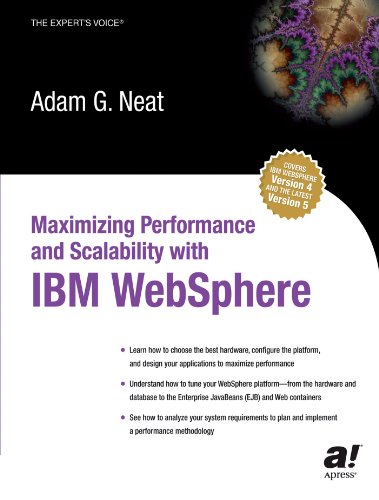 THE EXPERT'S VOICE®
Adam G. Neat
COVERS
IBM WEBSPHERE
Version 4
AND THE LATEST
Version 5
Maximizing Performance
and Scalability with
IBM WebSphere
• Learn how to choose the best hardware, configure the platform,
and design your applications to maximize performance
• Understand how to tune your WebSphere platform—from the hardware and
database to the Enterprise JavaBeans (EJB) and Web containers
• See how to analyze your system requirements to plan and implement
a performance methodology
a!
Apress™